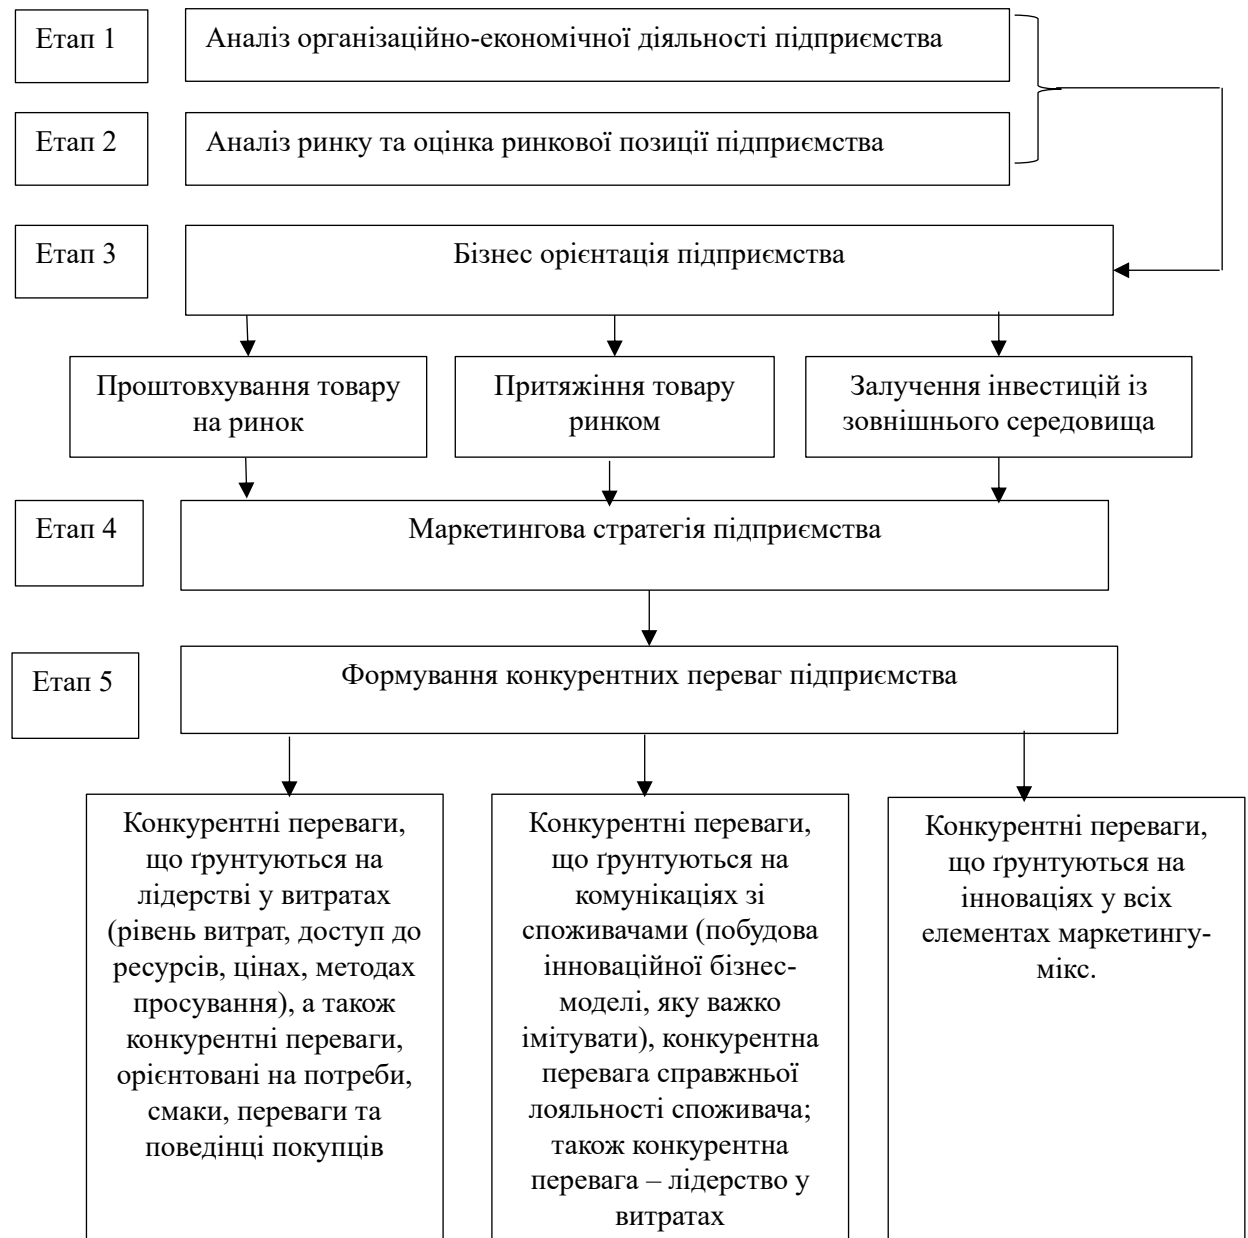 Етап 1
Аналіз організаційно-економічної діяльності підприємства
Етап 2
Аналіз ринку та оцінка ринкової позиції підприємства
Етап 3
Бізнес орієнтація підприємства
Проштовхування товару
на ринок
Притяжіння товару
ринком
Залучення інвестицій із
зовнішнього середовища
Етап 4
Маркетингова стратегія підприємства
Етап 5
Формування конкурентних переваг підприємства
Конкурентні переваги,
що ґрунтуються на
лідерстві у витратах
(рівень витрат, доступ до
ресурсів, цінах, методах
просування), а також
конкурентні переваги,
орієнтовані на потреби,
смаки, переваги та
поведінці покупців
Конкурентні переваги,
що ґрунтуються на
комунікаціях зі
споживачами (побудова
інноваційної бізнес-
моделі, яку важко
імітувати), конкурентна
перевага справжньої
лояльності споживача;
також конкурентна
перевага – лідерство у
витратах
Конкурентні переваги,
що ґрунтуються на
інноваціях у всіх
елементах маркетингу-
мікс.